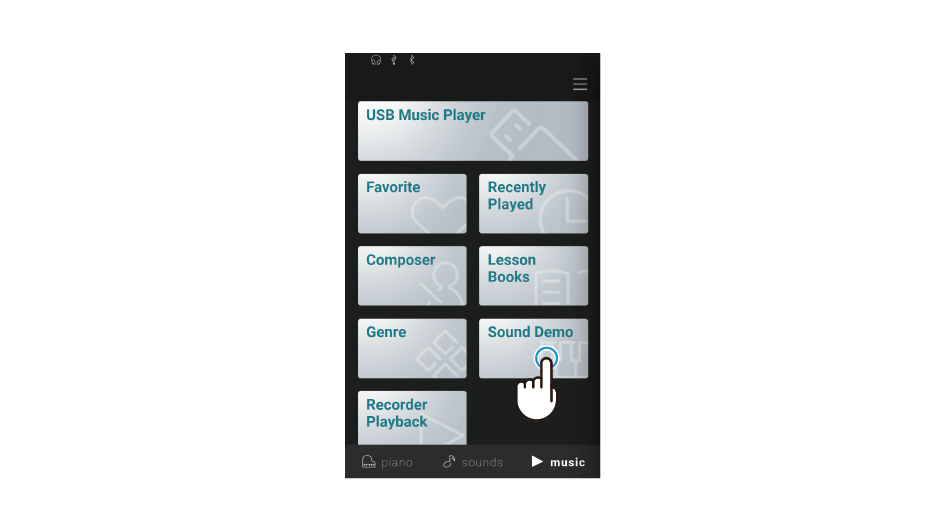 USB Music Player
Favorite
Recently
Played
Composer
Lesson
Books
Genre
Sound Demo
Recorder
Playback
piano
sounds
music